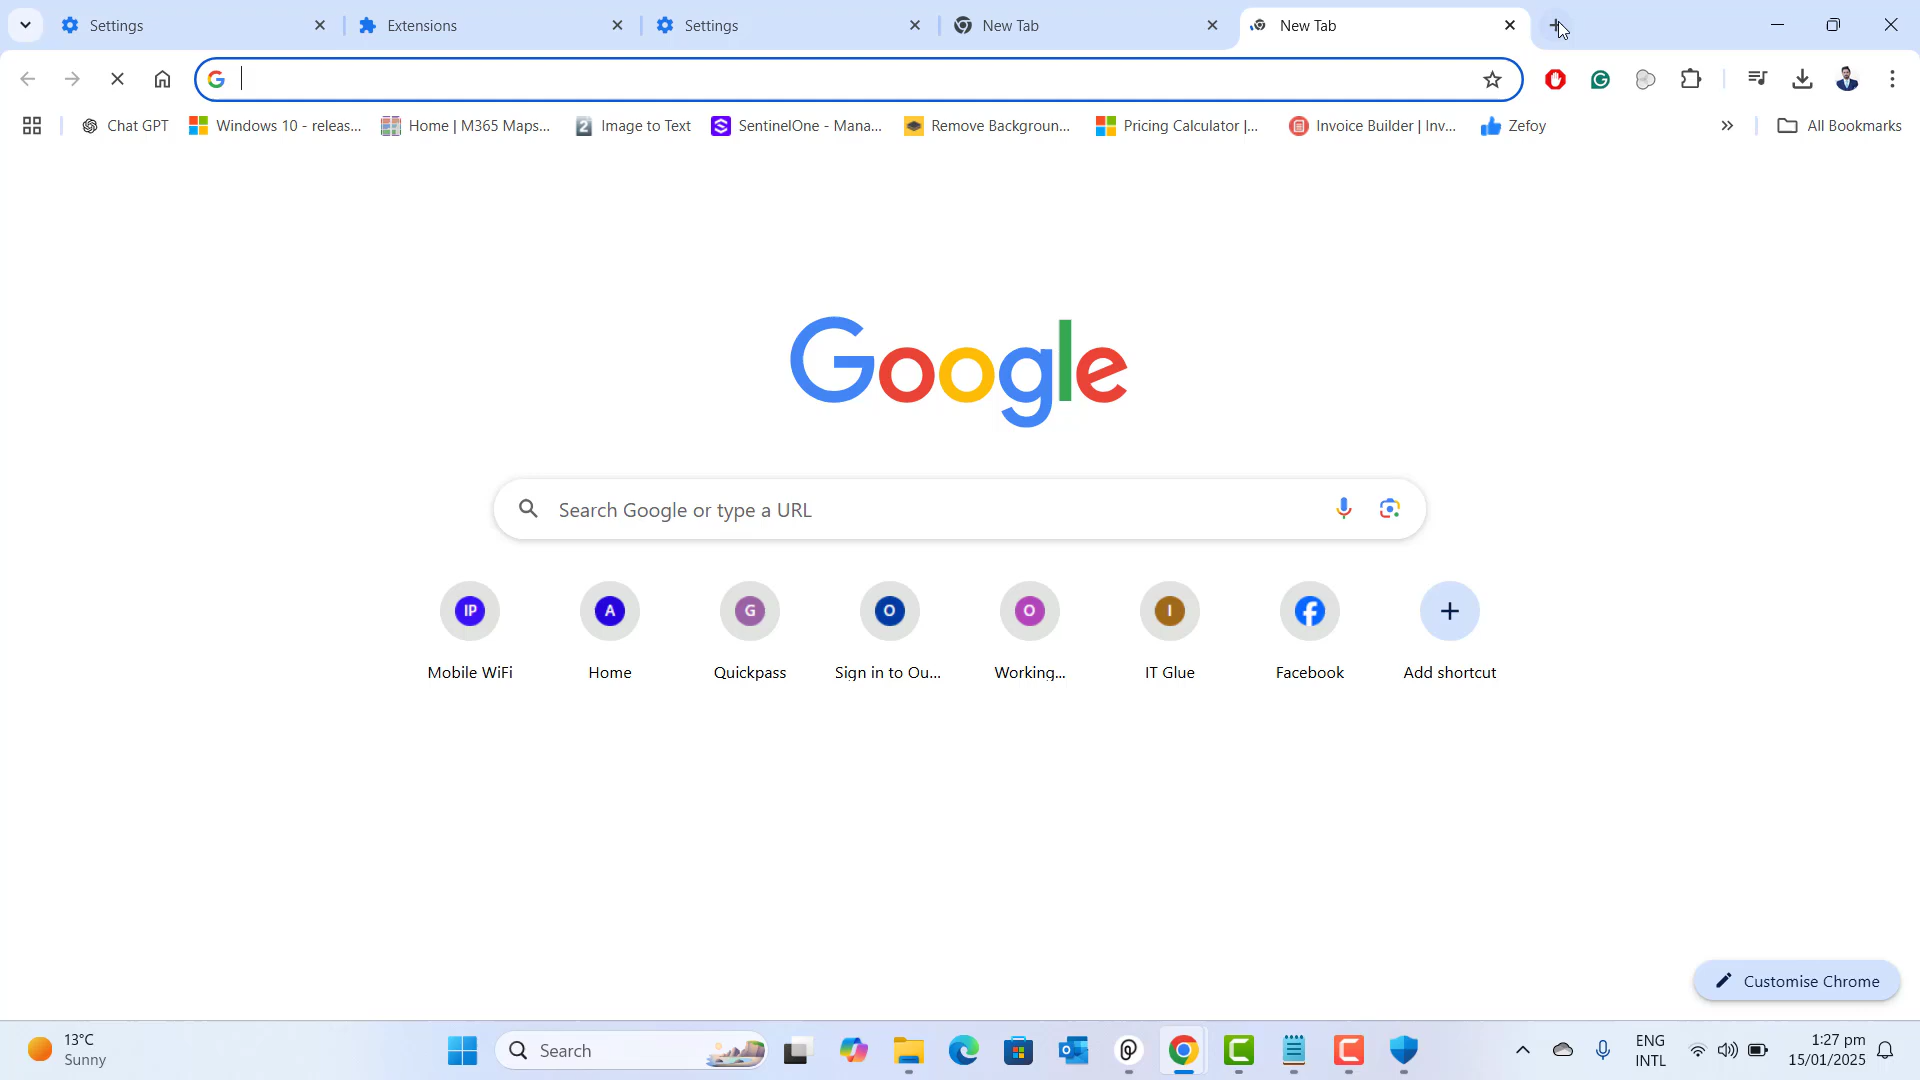 Settings
Extensions
Settings
New Tab
New Tab
Chat GPT
Windows 10 - releas...
Home | M365 Maps...
2
Image to Text
SentinelOne - Mana...
Remove Backgroun...
Pricing Calculator |...
Invoice Builder | Inv...
Zefoy
All Bookmarks
Google
Search Google or type a URL
IP
A
G
O
O
I
Mobile WiFi
Home
Quickpass
Sign in to Ou...
Working...
IT Glue
Facebook
Add shortcut
Customise Chrome
13°C
Sunny
Search
ENG
INTL
1:27 pm
15/01/2025